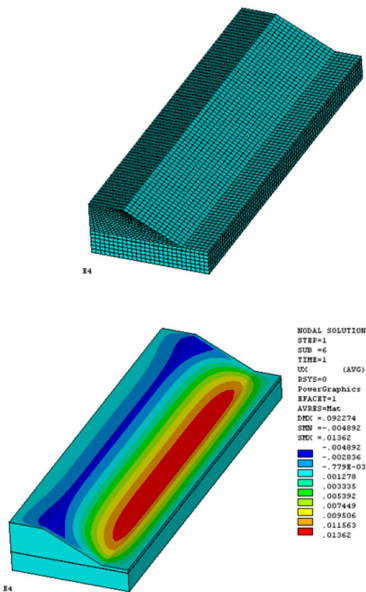 E4
NODAL SOLUTION
STEP=1
SUB =6
TIME=1
UX (AVG)
RSYS=0
PowerGraphics
EFACET=1
AVRES=Mat
DMX =.092274
SMN =-.004892
SMX =.01362
-.004892
-.002836
-.779E-03
.001278
.003335
.005392
.007449
.009506
.011563
.01362
E4